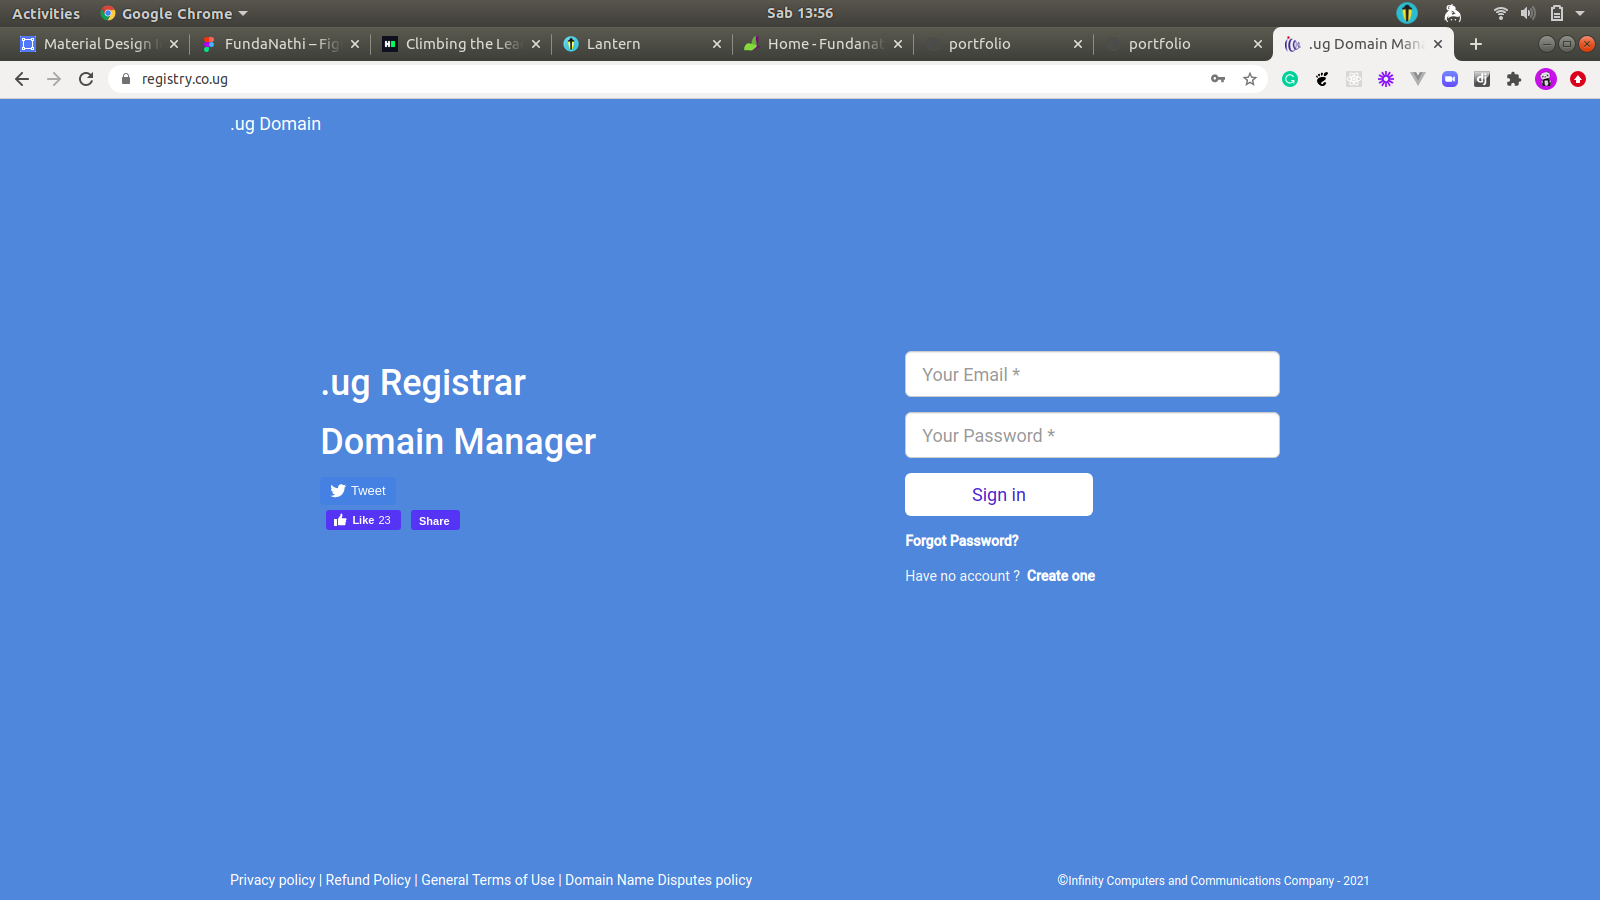 Activities
Google Chrome
Sab 13:56
Material Design
FundaNathi – Fig
Climbing the Lea
Lantern
Home - Fundanat
portfolio
portfolio
.ug Domain Man
registry.co.ug
.ug Domain
.ug Registrar
Domain Manager
Tweet
Like 23
Share
Your Email *
Your Password *
Sign in
Forgot Password?
Have no account ? Create one
Privacy policy | Refund Policy | General Terms of Use | Domain Name Disputes policy
©Infinity Computers and Communications Company - 2021